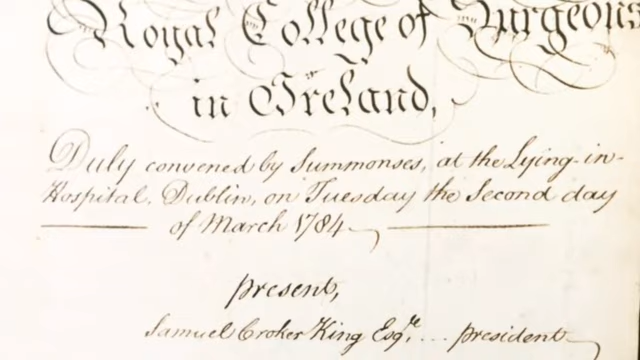 Royal College of Surgeons
in Ireland,
Duly convened by Summonses, at the Lying-in-
Hospital, Dublin, on Tuesday the Second day
of March 1784
present,
Samuel Croker King Esqre... president